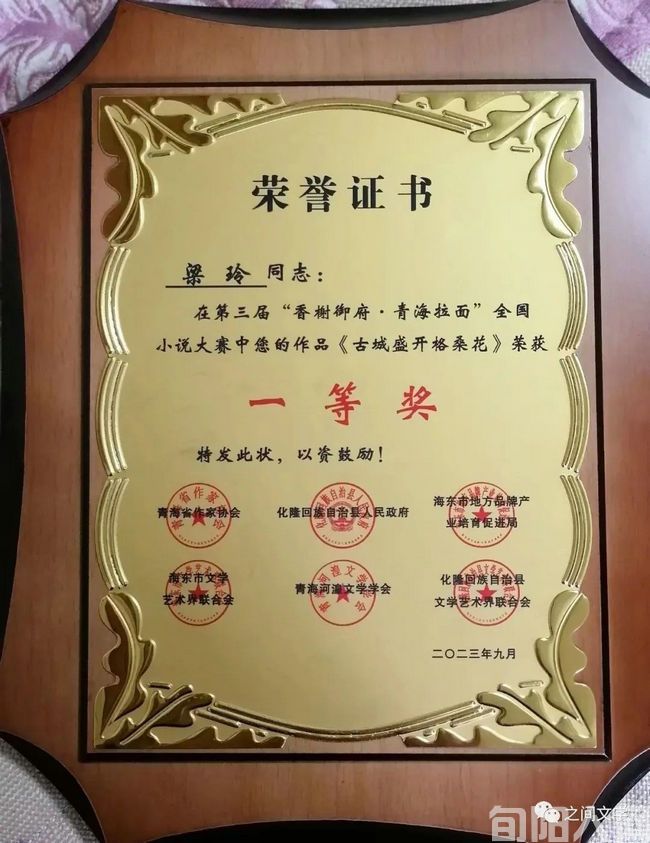 荣誉证书
梁玲 同志：
在第三届“香榭御府·青海拉面”全国
小说大赛中您的作品《古城盛开格桑花》荣获
一等奖
特发此状，以资鼓励！
青海省作家协会
化隆回族自治县人民政府
海东市地方品牌产
业培育促进局
海东市文学
艺术界联合会
青海河湟文学学会
化隆回族自治县
文学艺术界联合会
二〇二三年九月
之间文
旬阳人